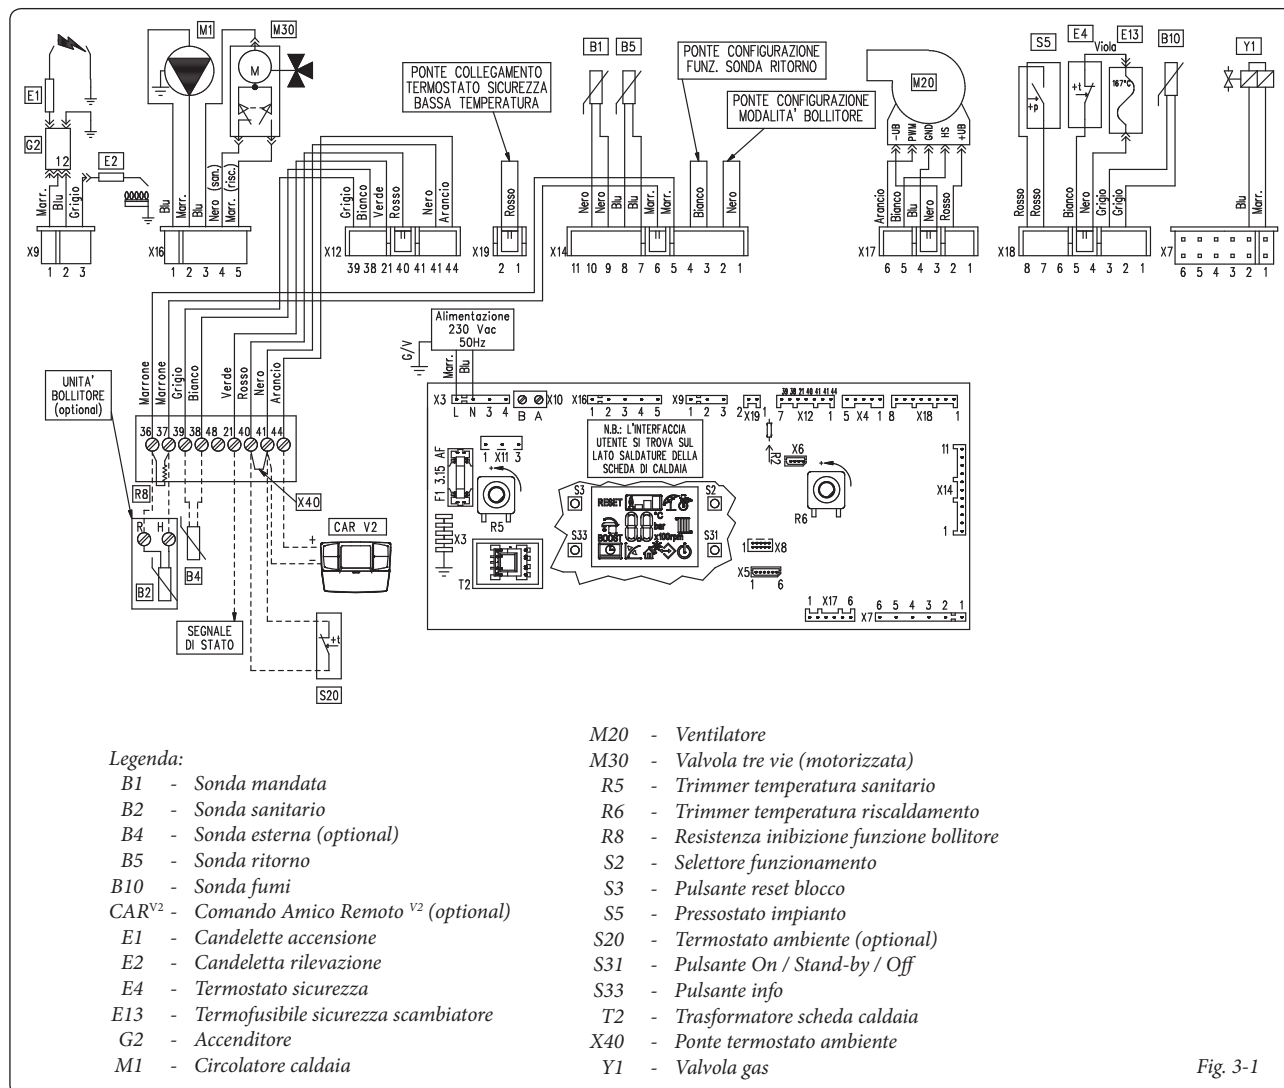 M1 M30 B1 B5 S5 E4 E13 B10 Y1
Viola
PONTE CONFIGURAZIONE
FUNZ. SONDA RITORNO
PONTE COLLEGAMENTO
TERMOSTATO SICUREZZA
BASSA TEMPERATURA
PONTE CONFIGURAZIONE
MODALITA' BOLLITORE
M M20
E1 +p +t 167°C
G2 1 2 E2
-UB PWM GND HS +UB
Marr. Blu Grigio
Blu Marr. Blu Nero (san.) Marr. (risc.)
Grigio Bianco Verde Rosso Nero Arancio
Rosso
Nero Nero Blu Blu Marr. Marr. Bianco Nero
Arancio Bianco Blu Nero Rosso
Rosso Rosso Bianco Nero Grigio Grigio
Blu Marr.
X9 X16 X12 X19 X14 X17 X18 X7
1 2 3
1 2 3 4 5
39 38 21 40 41 41 44
2 1
11 10 9 8 7 6 5 4 3 2 1
6 5 4 3 2 1
8 7 6 5 4 3 2 1
6 5 4 3 2 1
Alimentazione
230 Vac
50Hz
G/V
Marr. Blu
UNITA'
BOLLITORE
(optional)
Marrone Marrone Grigio Bianco Verde Rosso Nero Arancio
36 37 39 38 48 21 40 41 44
R8 X40
R H
B2 B4
CAR V2
+ -
SEGNALE
DI STATO
+t
S20
X3 L N 3 4 B A X10
X16 1 2 3 4 5
X9 1 2 3
2 X19 1
39 38 21 40 41 41 44
7 X12 1
5 X4 1
8 X18 1
N.B.: L'INTERFACCIA
UTENTE SI TROVA SUL
LATO SALDATURE DELLA
SCHEDA DI CALDAIA
F1 3.15 AF
1 X11 3
+
R5
R2
X6
+
R6
11
X14
1
S3 S2
RESET
°C
bar
BOOST x100rpm
S33 S31
X3
T2
1 X8
X5
1 6
1 X17 6
X7 6 5 4 3 2 1
Legenda:
B1 - Sonda mandata
B2 - Sonda sanitario
B4 - Sonda esterna (optional)
B5 - Sonda ritorno
B10 - Sonda fumi
CAR V2 - Comando Amico Remoto V2 (optional)
E1 - Candelette accensione
E2 - Candeletta rilevazione
E4 - Termostato sicurezza
E13 - Termofusibile sicurezza scambiatore
G2 - Accenditore
M1 - Circolatore caldaia
M20 - Ventilatore
M30 - Valvola tre vie (motorizzata)
R5 - Trimmer temperatura sanitario
R6 - Trimmer temperatura riscaldamento
R8 - Resistenza inibizione funzione bollitore
S2 - Selettore funzionamento
S3 - Pulsante reset blocco
S5 - Pressostato impianto
S20 - Termostato ambiente (optional)
S31 - Pulsante On / Stand-by / Off
S33 - Pulsante info
T2 - Trasformatore scheda caldaia
X40 - Ponte termostato ambiente
Y1 - Valvola gas
Fig. 3-1